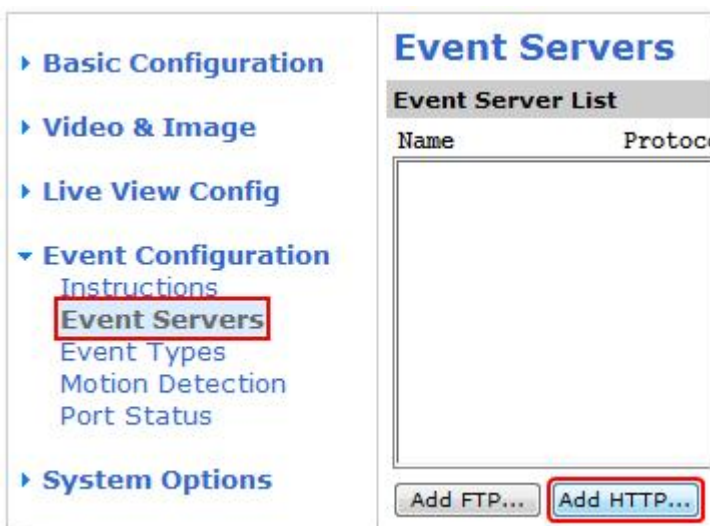 Basic Configuration
Video & Image
Live View Config
Event Configuration
Instructions
Event Servers
Event Types
Motion Detection
Port Status
System Options
Event Servers
Event Server List
Name Protoco
Add FTP... Add HTTP...